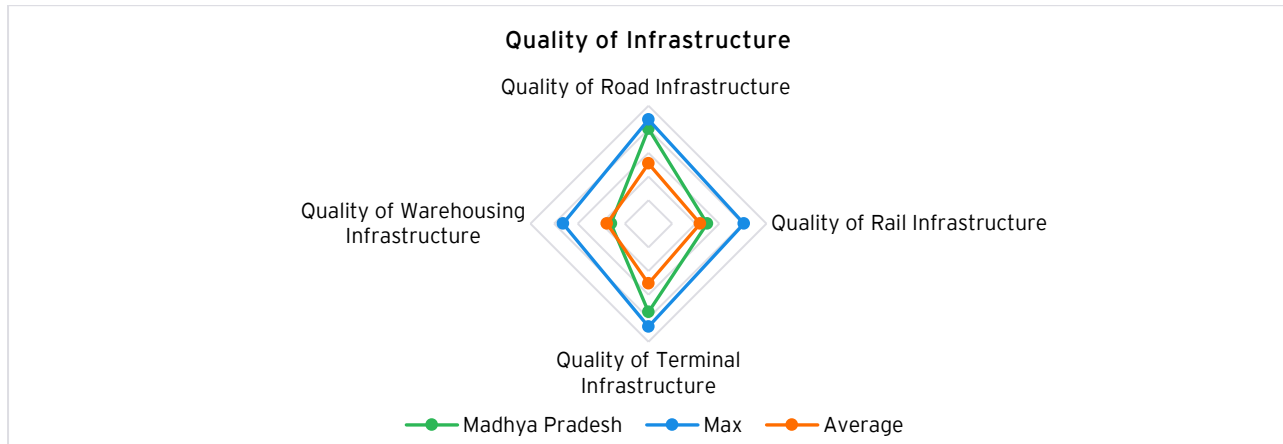 Quality of Infrastructure
Quality of Road Infrastructure
Quality of Warehousing
Infrastructure
Quality of Rail Infrastructure
Quality of Terminal
Infrastructure
Madhya Pradesh Max Average